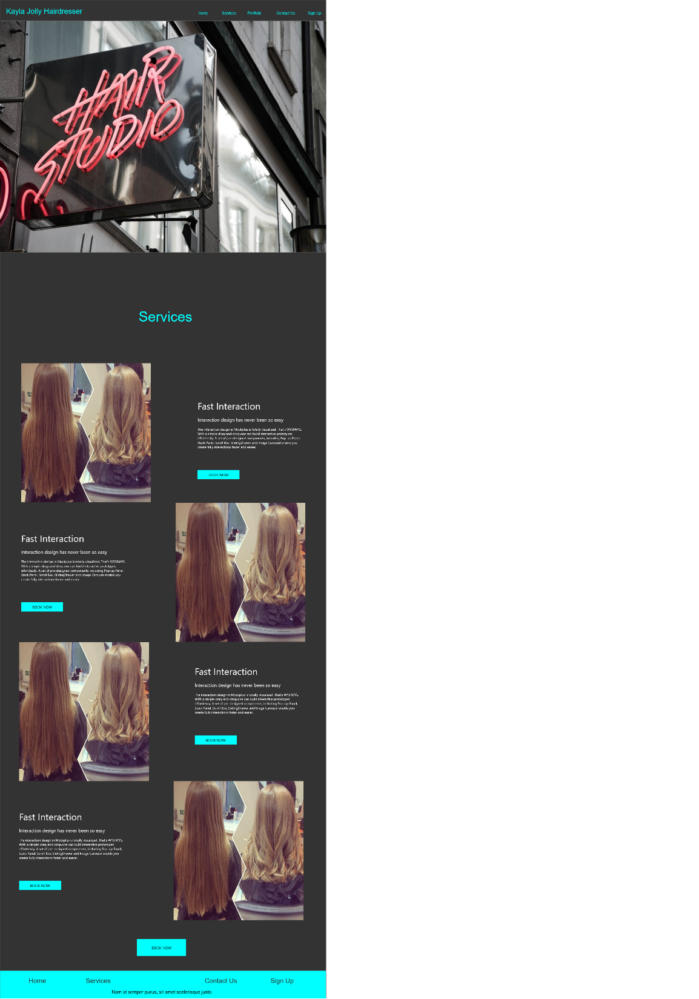 Kayla Jolly Hairdresser
Home Services Portfolio Contact Us Sign Up
HAIR
STUDIO
Services
Fast Interaction
Interaction design has never been so easy
The interaction design in Mockplus is totally visualized. That's WYSIWYG.
With a simple drag-and-drop,one can build interactive prototypes
effortlessly. A set of pre-designed components, including Pop-up Panel,
Stack Panel, Scroll Box, SlidingDrawer and Image Carousel enable you
create fully interactions faster and easier.
BOOK NOW
Fast Interaction
Interaction design has never been so easy
The interaction design in Mockplus is totally visualized. That's WYSIWYG.
With a simple drag-and-drop,one can build interactive prototypes
effortlessly. A set of pre-designed components, including Pop-up Panel,
Stack Panel, Scroll Box, SlidingDrawer and Image Carousel enable you
create fully interactions faster and easier.
BOOK NOW
Fast Interaction
Interaction design has never been so easy
The interaction design in Mockplus is totally visualized. That's WYSIWYG.
With a simple drag-and-drop,one can build interactive prototypes
effortlessly. A set of pre-designed components, including Pop-up Panel,
Stack Panel, Scroll Box, SlidingDrawer and Image Carousel enable you
create fully interactions faster and easier.
BOOK NOW
Fast Interaction
Interaction design has never been so easy
The interaction design in Mockplus is totally visualized. That's WYSIWYG.
With a simple drag-and-drop,one can build interactive prototypes
effortlessly. A set of pre-designed components, including Pop-up Panel,
Stack Panel, Scroll Box, SlidingDrawer and Image Carousel enable you
create fully interactions faster and easier.
BOOK NOW
BOOK NOW
Home Services Contact Us Sign Up
Nam id semper purus, sit amet scelerisque justo.